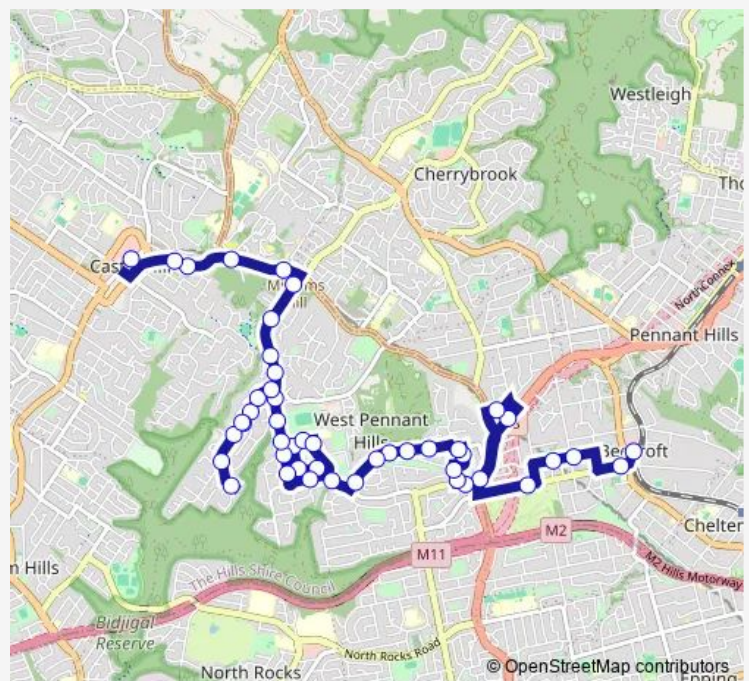 Westleigh
Cherrybrook
NorthConnex
Pennant Hills
West Pennant
Hills
M11
M2
M2 Hills Motorway
The Hills Shire Council
Bidjigal
Reserve
North Rocks Road
North Rocks
© OpenStreetMap contributors